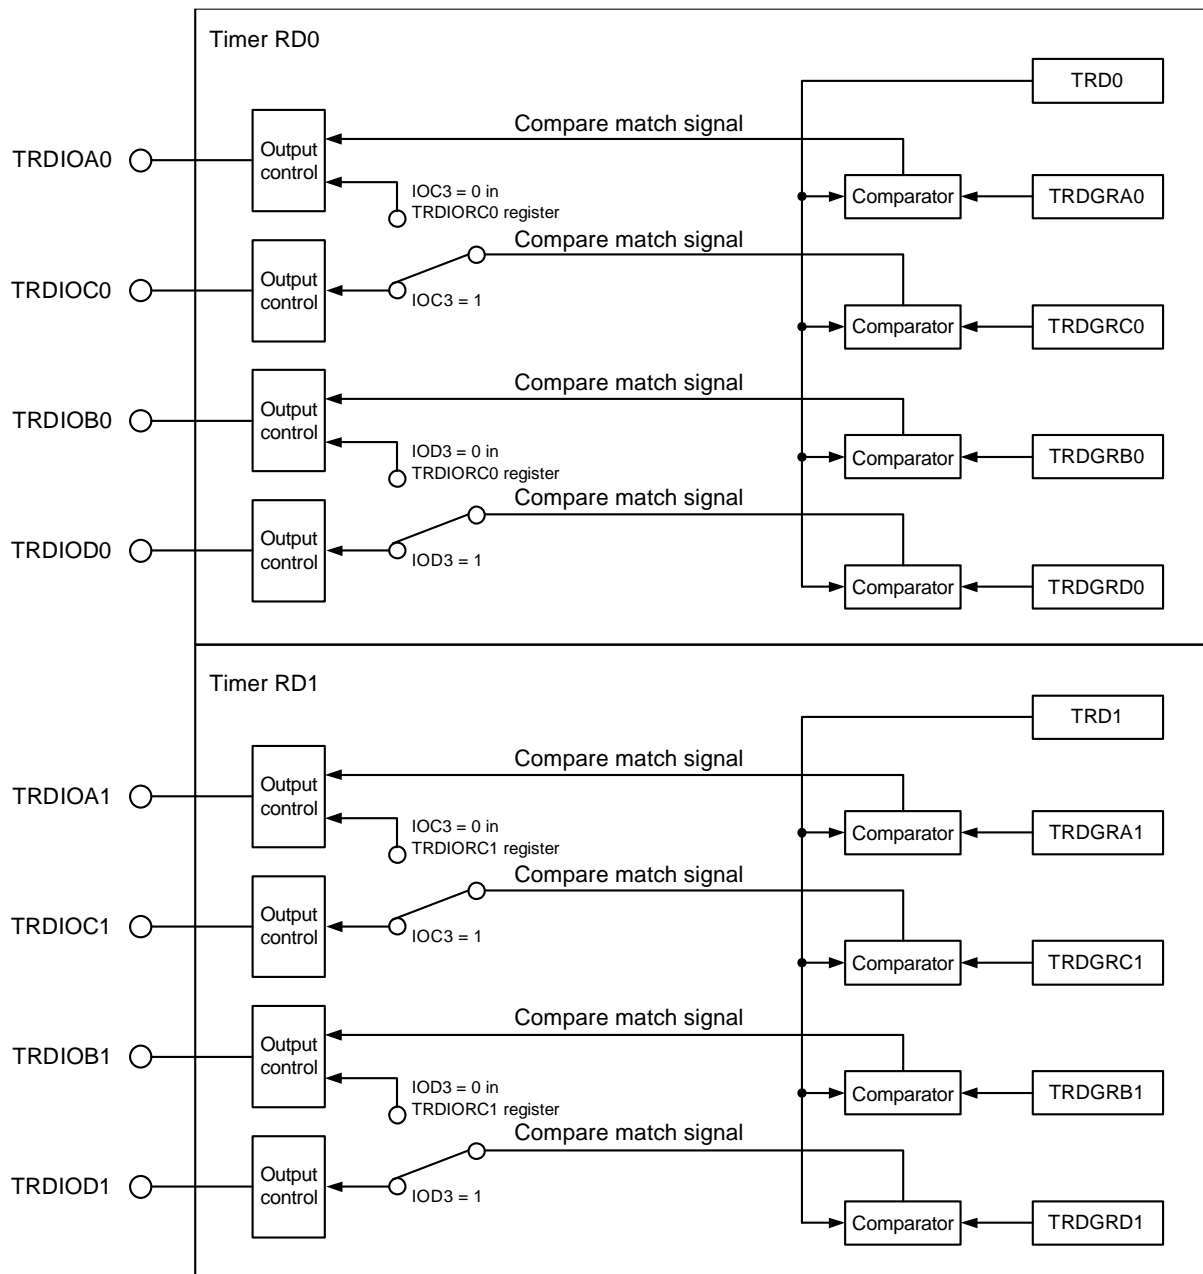 Timer RD0
TRD0
Compare match signal
TRDIOA0
Output
control
IOC3 = 0 in
TRDIORC0 register
Comparator
TRDGRA0
Compare match signal
TRDIOC0
Output
control
IOC3 = 1
Comparator
TRDGRC0
Compare match signal
TRDIOB0
Output
control
IOD3 = 0 in
TRDIORC0 register
Comparator
TRDGRB0
Compare match signal
TRDIOD0
Output
control
IOD3 = 1
Comparator
TRDGRD0
Timer RD1
TRD1
Compare match signal
TRDIOA1
Output
control
IOC3 = 0 in
TRDIORC1 register
Comparator
TRDGRA1
Compare match signal
TRDIOC1
Output
control
IOC3 = 1
Comparator
TRDGRC1
Compare match signal
TRDIOB1
Output
control
IOD3 = 0 in
TRDIORC1 register
Comparator
TRDGRB1
Compare match signal
TRDIOD1
Output
control
IOD3 = 1
Comparator
TRDGRD1